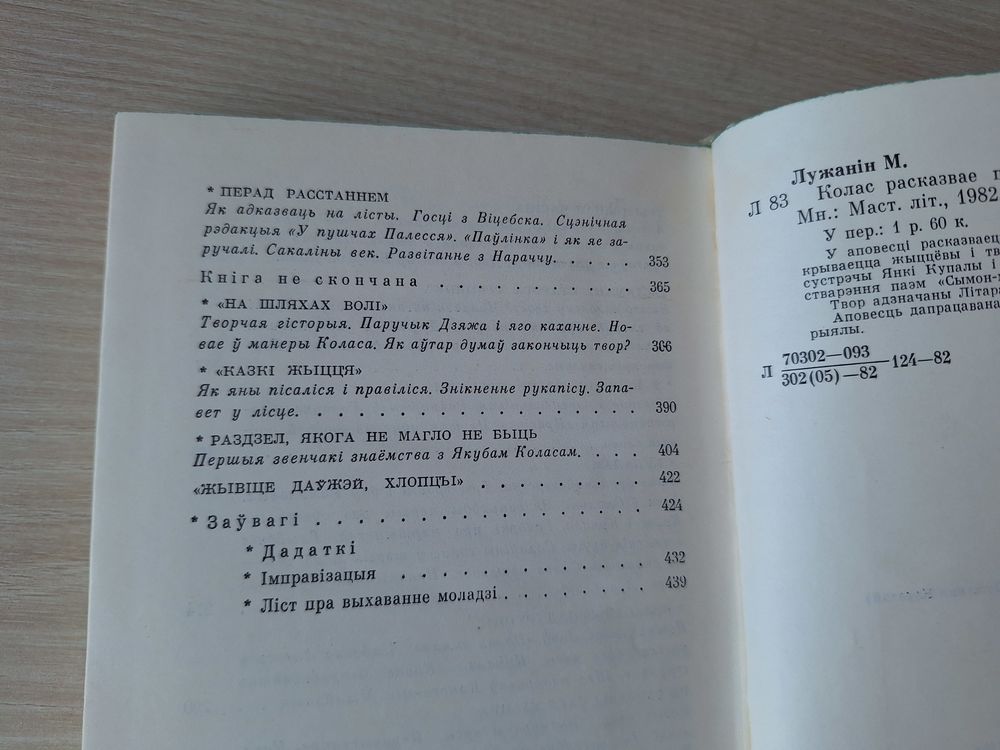 * ПЕРАД РАССТАННЕМ
Як адказваць на лісты. Госці з Віцебска. Сцэнічная
рэдакцыя «У пушчах Палесся». «Паўлінка» і як яе за-
ручалі. Сакаліны век. Развітанне з Нараччу. . . . . 353
Кніга не скончана . . . . . . . . . . 365
* «НА ШЛЯХАХ ВОЛІ»
Творчая гісторыя. Паручык Дзяжа і яго каханне. Но-
вае ў манеры Коласа. Як аўтар думаў закончыць твор? 366
* «КАЗКІ ЖЫЦЦЯ»
Як яны пісаліся і правіліся. Знікненне рукапісу. Запа-
вет у лісце. . . . . . . . . . . . . . . . 390
* РАЗДЗЕЛ, ЯКОГА НЕ МАГЛО НЕ БЫЦЬ
Першыя звенчакі знаёмства з Якубам Коласам. . . . 404
«ЖЫВІЦЕ ДАЎЖЭЙ, ХЛОПЦЫ» . . . . . . . . 422
* Заўвагі . . . . . . . . . . . . . . . 424
* Дадаткі
* Імправізацыя . . . . . . . . . . . 432
* Ліст пра выхаванне моладзі . . . . . . . 439
Лужанін М.
Л 83 Колас расказвае п
Мн.: Маст. літ., 1982
У пер.: 1 р. 60 к.
У аповесці расказваец
крываецца жыццёвы і тв
сустрэчы Янкі Купалы і
стварэння паэм «Сымон-м
Твор адзначаны Літара
Аповесць дапрацавана
рыялы.
Л 70302—093
302(05)—82 124—82